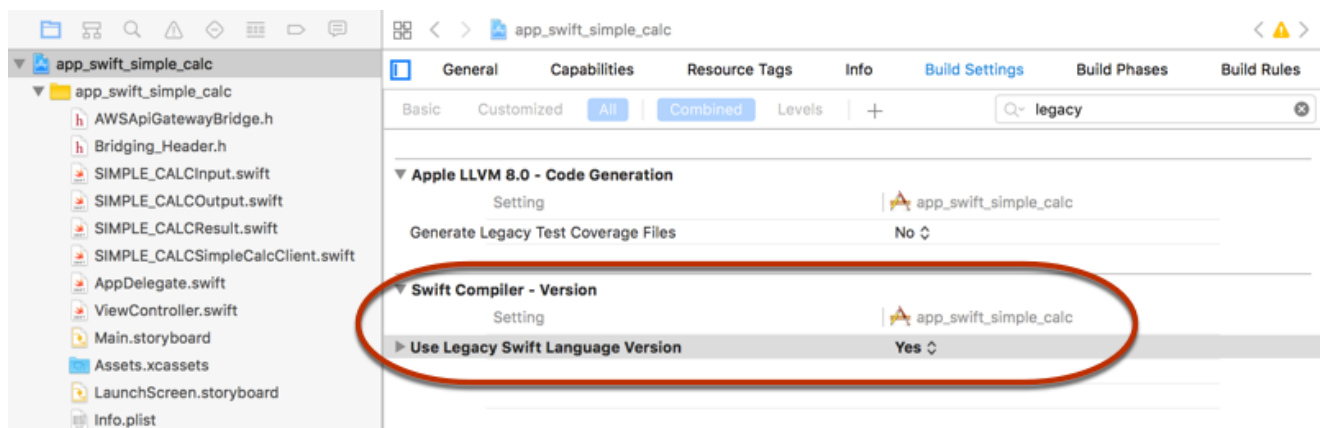 app_swift_simple_calc
app_swift_simple_calc
General Capabilities Resource Tags Info Build Settings Build Phases Build Rules
app_swift_simple_calc
Basic Customized All Combined Levels + legacy
AWSApiGatewayBridge.h
Bridging_Header.h
SIMPLE_CALCInput.swift
SIMPLE_CALCOutput.swift
SIMPLE_CALCResult.swift
SIMPLE_CALCSimpleCalcClient.swift
AppDelegate.swift
ViewController.swift
Main.storyboard
Assets.xcassets
LaunchScreen.storyboard
Info.plist
Apple LLVM 8.0 - Code Generation
Setting app_swift_simple_calc
Generate Legacy Test Coverage Files No
Swift Compiler - Version
Setting app_swift_simple_calc
Use Legacy Swift Language Version Yes